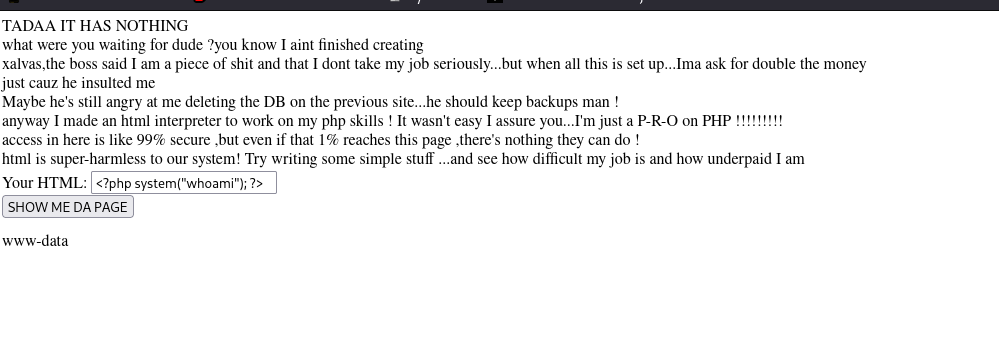 TADAA IT HAS NOTHING
what were you waiting for dude ?you know I aint finished creating
xalvas,the boss said I am a piece of shit and that I dont take my job seriously...but when all this is set up...Ima ask for double the money
just cauz he insulted me
Maybe he's still angry at me deleting the DB on the previous site...he should keep backups man !
anyway I made an html interpreter to work on my php skills ! It wasn't easy I assure you...I'm just a P-R-O on PHP !!!!!!!!!
access in here is like 99% secure ,but even if that 1% reaches this page ,there's nothing they can do !
html is super-harmless to our system! Try writing some simple stuff ...and see how difficult my job is and how underpaid I am
Your HTML: <?php system("whoami"); ?>
SHOW ME DA PAGE
www-data